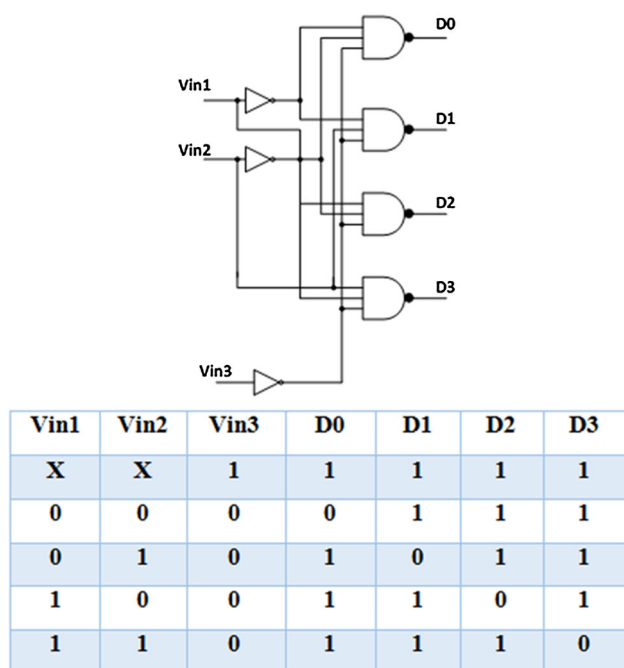 D0
Vin1
D1
Vin2
D2
D3
Vin3
Vin1 Vin2 Vin3 D0 D1 D2 D3
X X 1 1 1 1 1
0 0 0 0 1 1 1
0 1 0 1 0 1 1
1 0 0 1 1 0 1
1 1 0 1 1 1 0